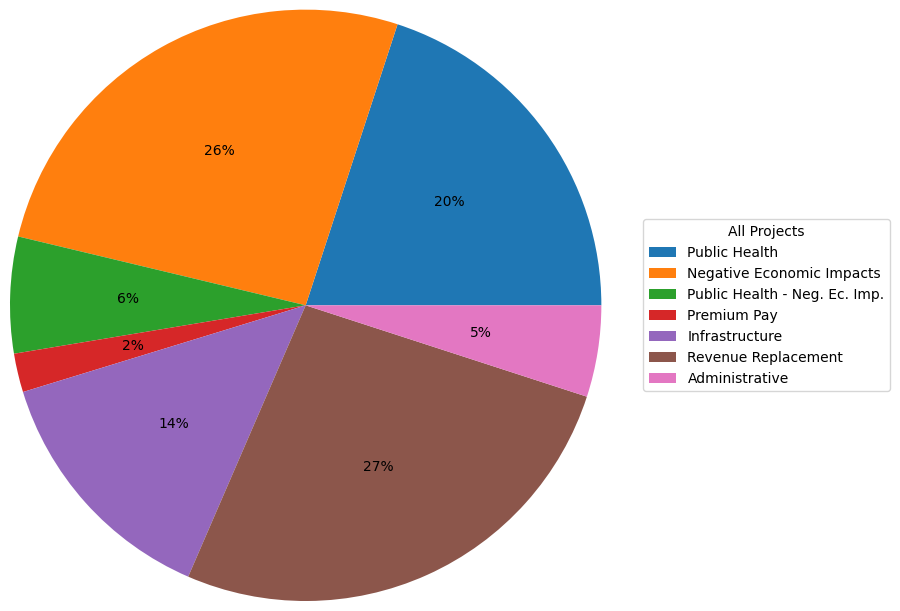 26%
20%
6%
2%
5%
14%
27%
All Projects
Public Health
Negative Economic Impacts
Public Health - Neg. Ec. Imp.
Premium Pay
Infrastructure
Revenue Replacement
Administrative